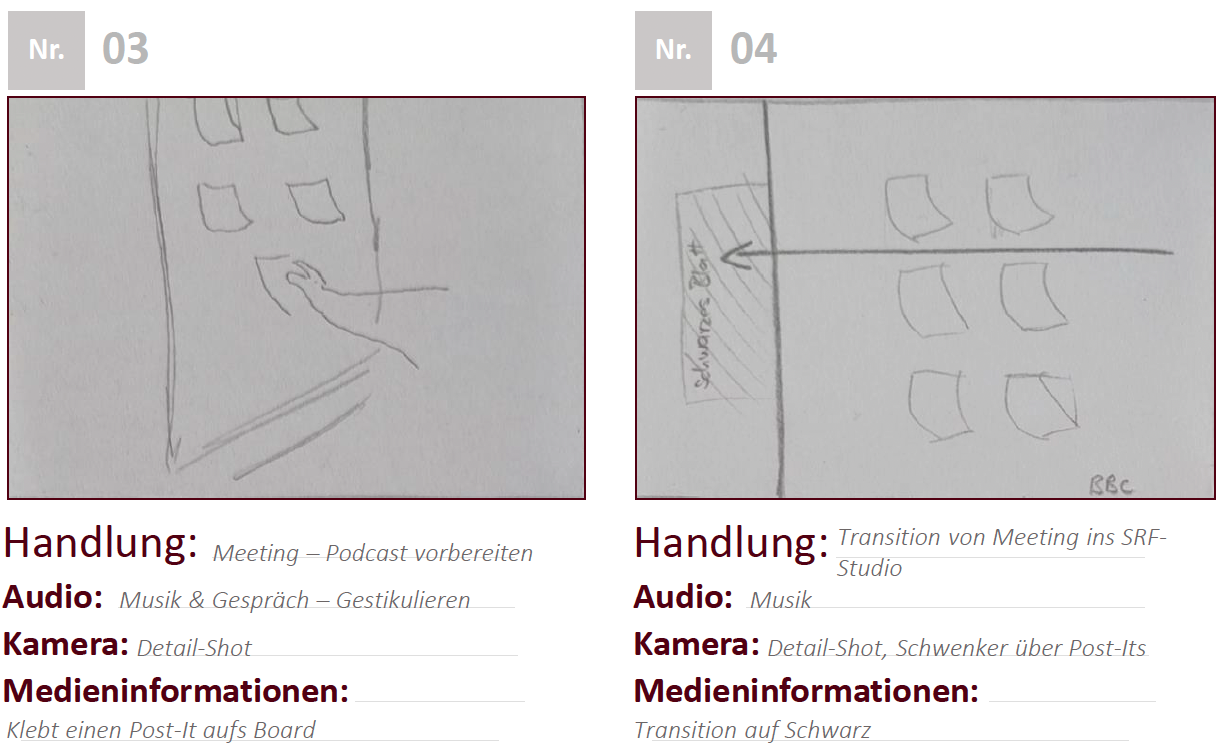 Nr. 03
Handlung: Meeting – Podcast vorbereiten
Audio: Musik & Gespräch – Gestikulieren
Kamera: Detail-Shot
Medieninformationen:
Klebt einen Post-It aufs Board
Nr. 04
Schwarzes Blatt
BBC
Handlung: Transition von Meeting ins SRF-
Studio
Audio: Musik
Kamera: Detail-Shot, Schwenker über Post-Its
Medieninformationen:
Transition auf Schwarz